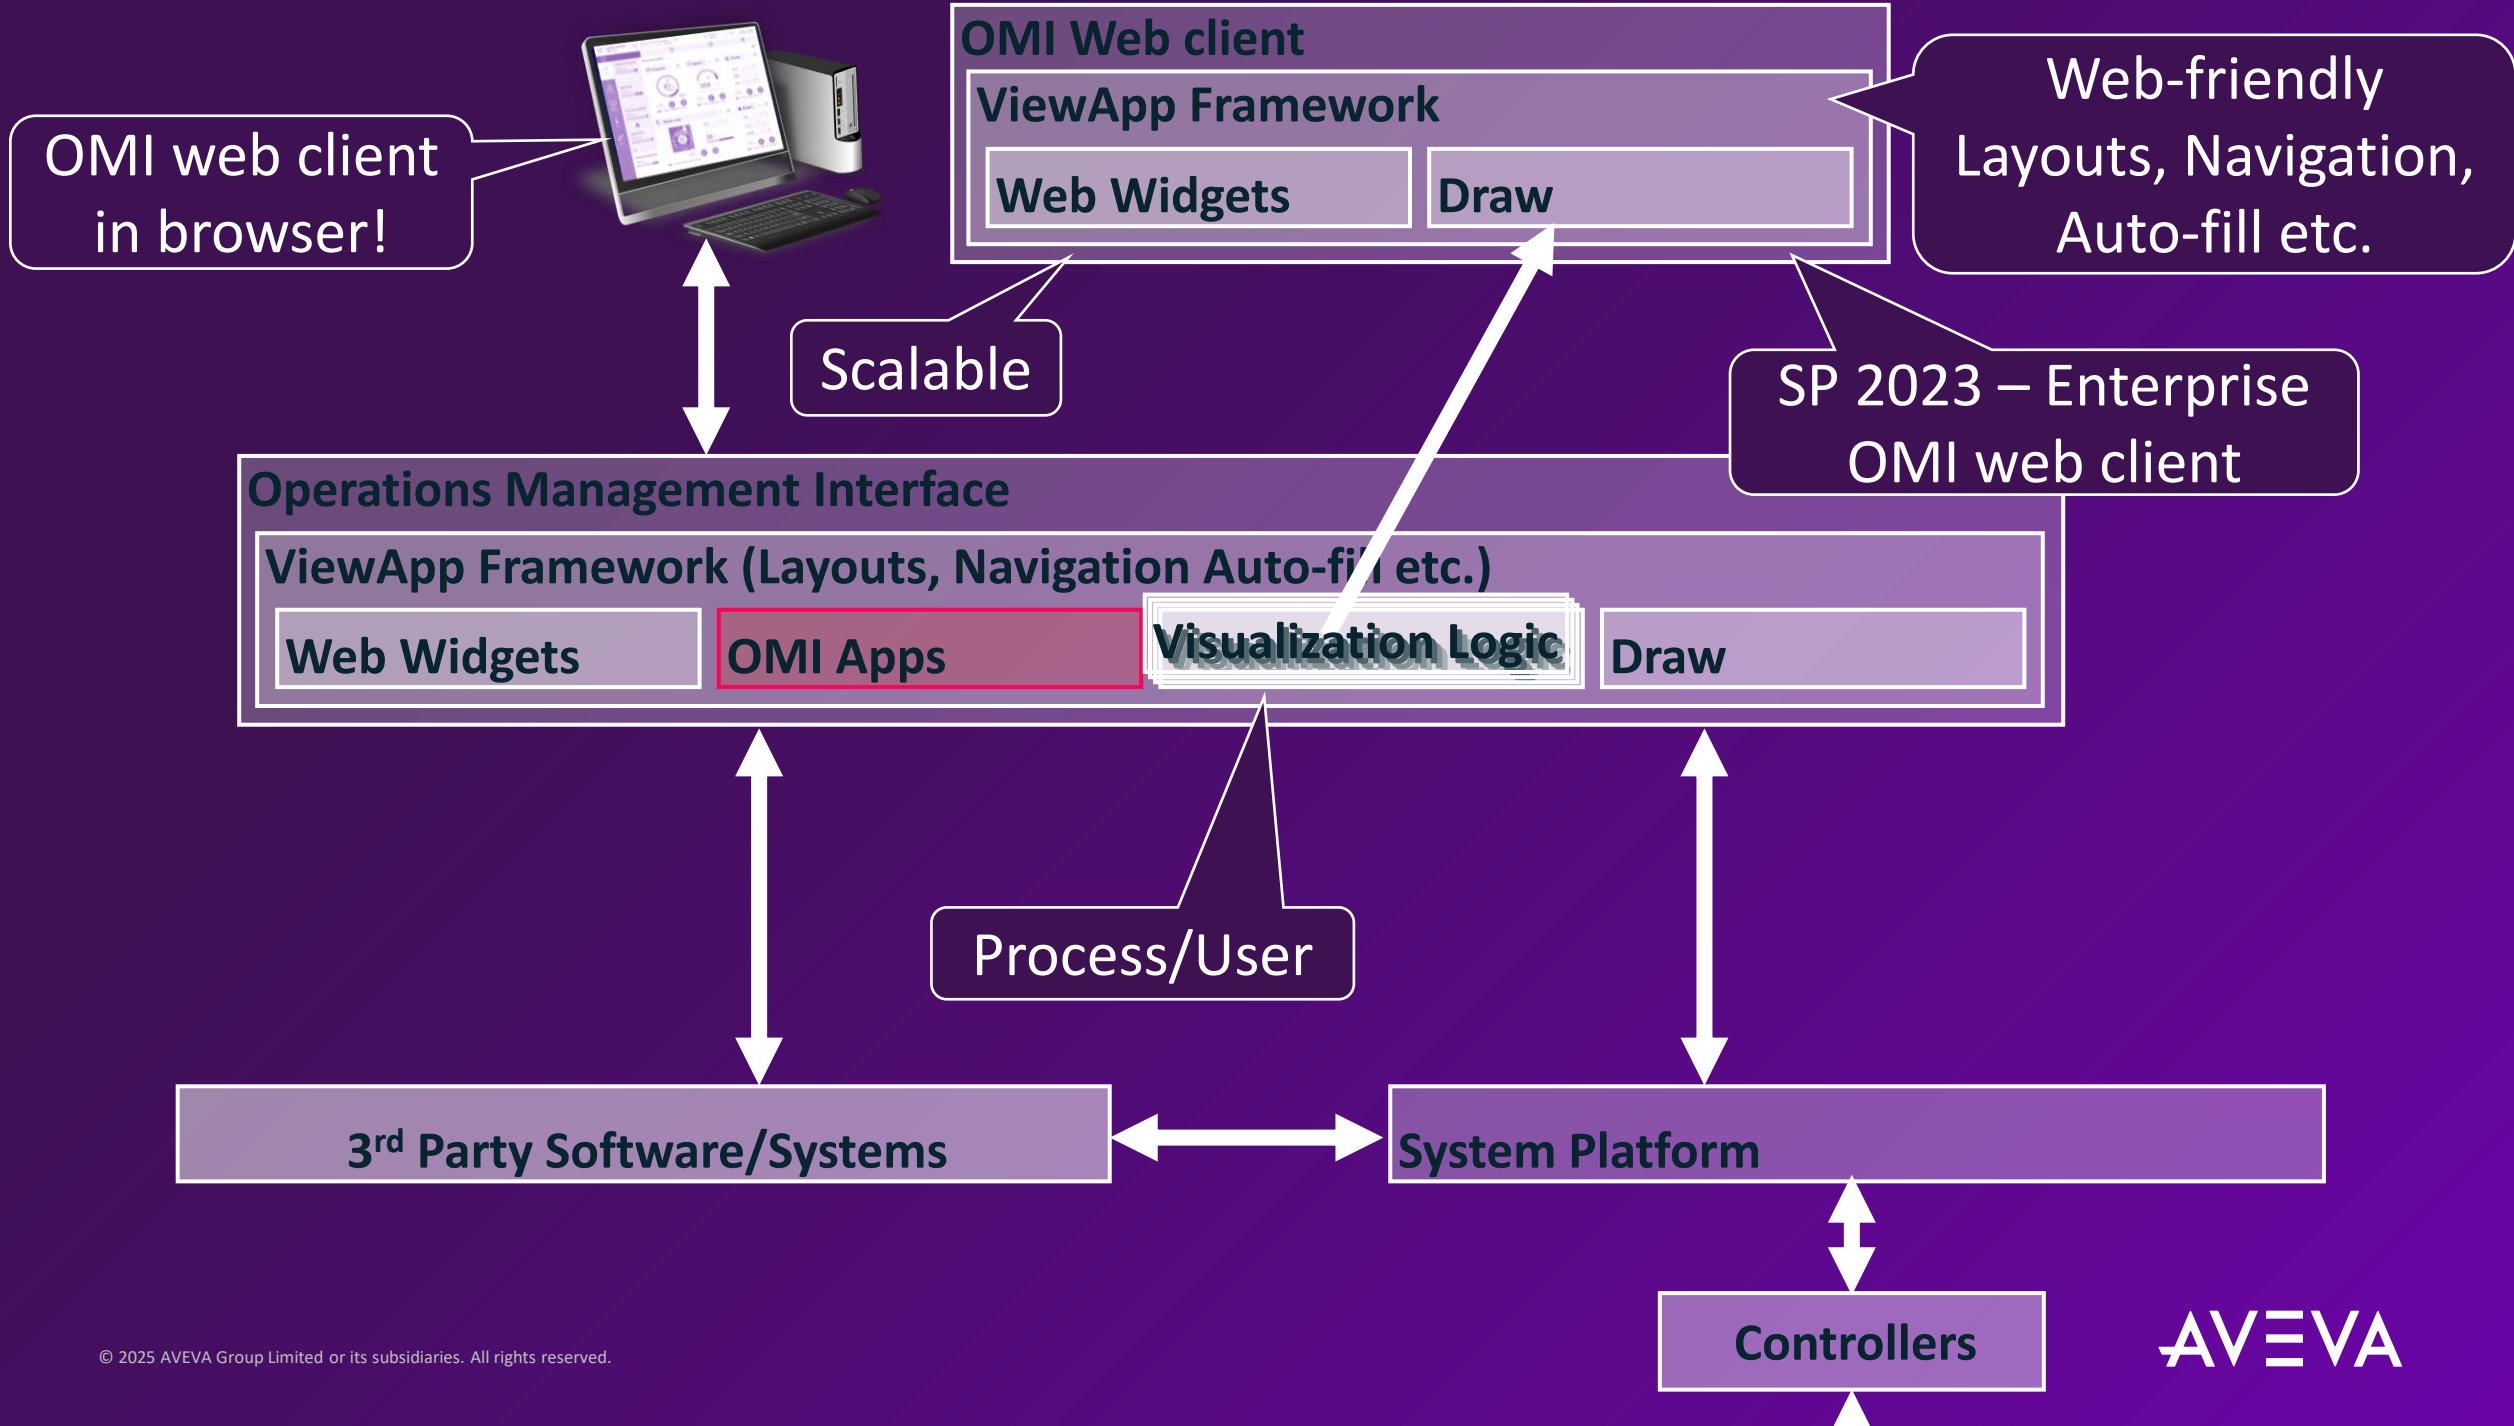 OMI Web client
ViewApp Framework
Web Widgets
Draw
Web-friendly
Layouts, Navigation,
Auto-fill etc.
OMI web client
in browser!
Scalable
SP 2023 – Enterprise
OMI web client
Operations Management Interface
ViewApp Framework (Layouts, Navigation Auto-fill etc.)
Web Widgets
OMI Apps
Visualization Logic
Draw
Process/User
3rd Party Software/Systems
System Platform
Controllers
© 2025 AVEVA Group Limited or its subsidiaries. All rights reserved.
AVEVA